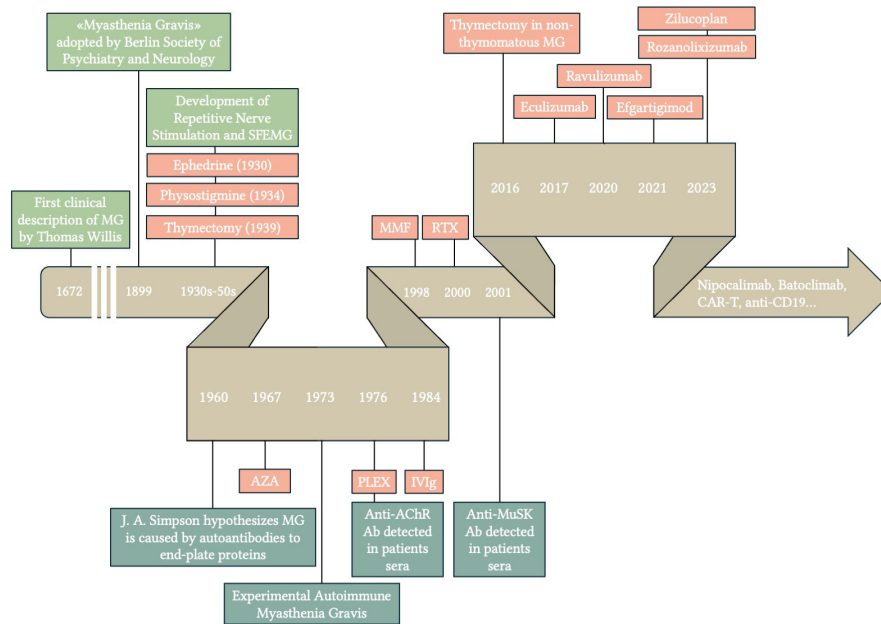 «Myasthenia Gravis»
adopted by Berlin Society of
Psychiatry and Neurology
Development of
Repetitive Nerve
Stimulation and SFEMG
Ephedrine (1930)
Physostigmine (1934)
Thymectomy (1939)
First clinical
description of MG
by Thomas Willis
1672
1899
1930s-50s
1960
1967
1973
1976
1984
AZA
PLEX
IVIg
J. A. Simpson hypothesizes MG
is caused by autoantibodies to
end-plate proteins
Experimental Autoimmune
Myasthenia Gravis
Anti-AChR
Ab detected
in patients
sera
MMF
RTX
1998
2000
2001
Anti-MuSK
Ab detected
in patients
sera
Thymectomy in non-
thymomatous MG
Eculizumab
Ravulizumab
Efgartigimod
Zilucoplan
Rozanolixizumab
2016
2017
2020
2021
2023
Nipocalimab, Batoclimab,
CAR-T, anti-CD19...